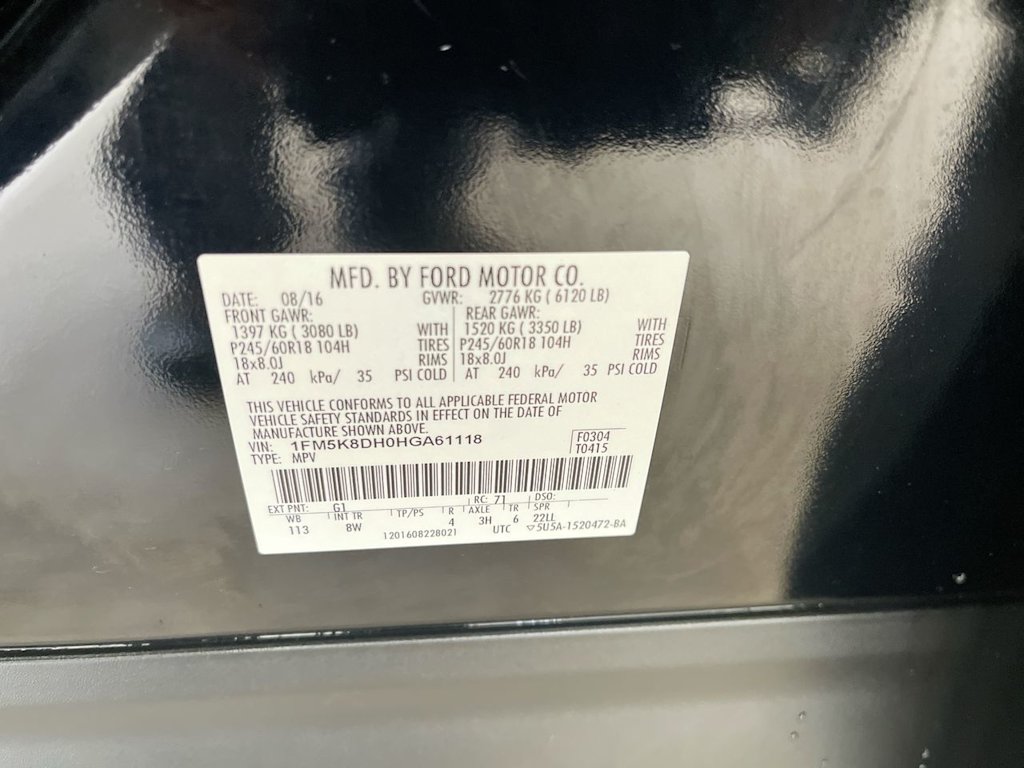 MFD. BY FORD MOTOR CO.
DATE: 08/16 GVWR: 2776 KG ( 6120 LB)
FRONT GAWR: REAR GAWR:
1397 KG ( 3080 LB) WITH 1520 KG ( 3350 LB) WITH
P245/60R18 104H TIRES P245/60R18 104H TIRES
18x8.0J RIMS 18x8.0J RIMS
AT 240 kPa/ 35 PSI COLD AT 240 kPa/ 35 PSI COLD
THIS VEHICLE CONFORMS TO ALL APPLICABLE FEDERAL MOTOR
VEHICLE SAFETY STANDARDS IN EFFECT ON THE DATE OF
MANUFACTURE SHOWN ABOVE.
VIN: 1FM5K8DH0HGA61118 F0304
TYPE: MPV T0415
EXT PNT: G1 RC: 71 DSO:
WB INT TR TP/PS R AXLE TR SPR
113 8W 4 3H 6 22LL
1201608228021 UTC ▽5U5A-1520472-BA